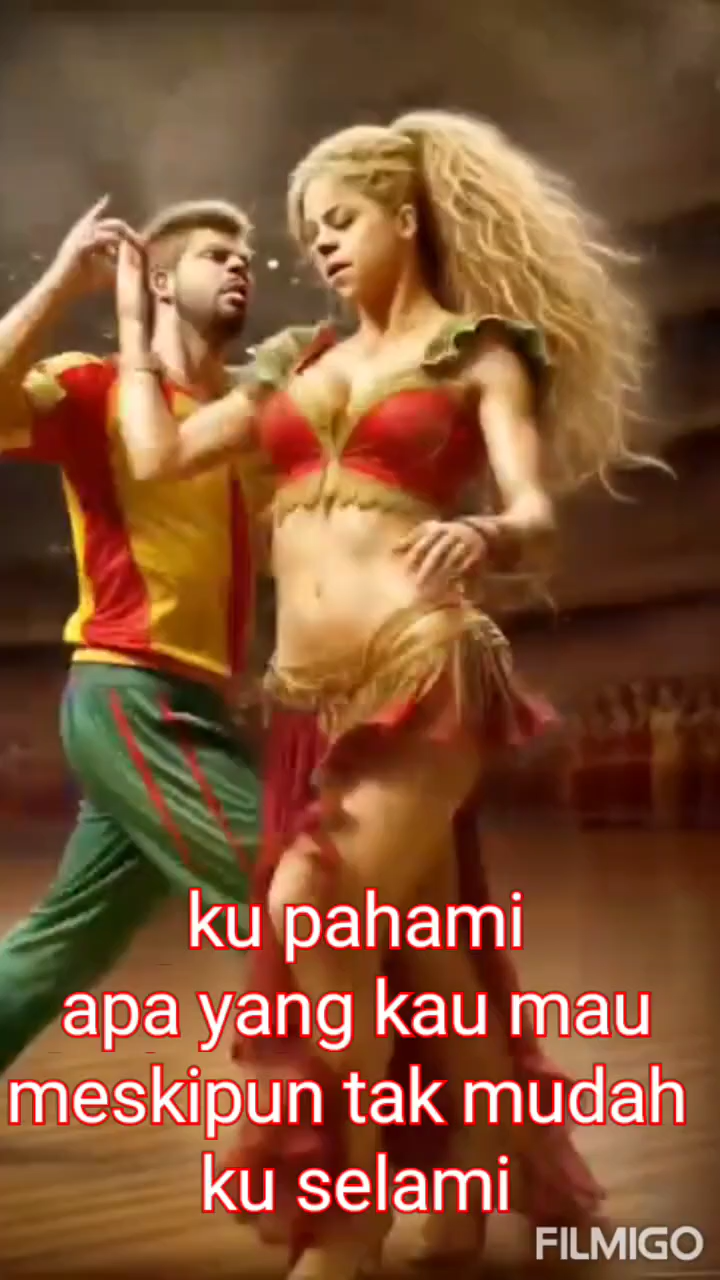 ku pahami
apa yang kau mau
meskipun tak mudah
ku selami
FILMIGO